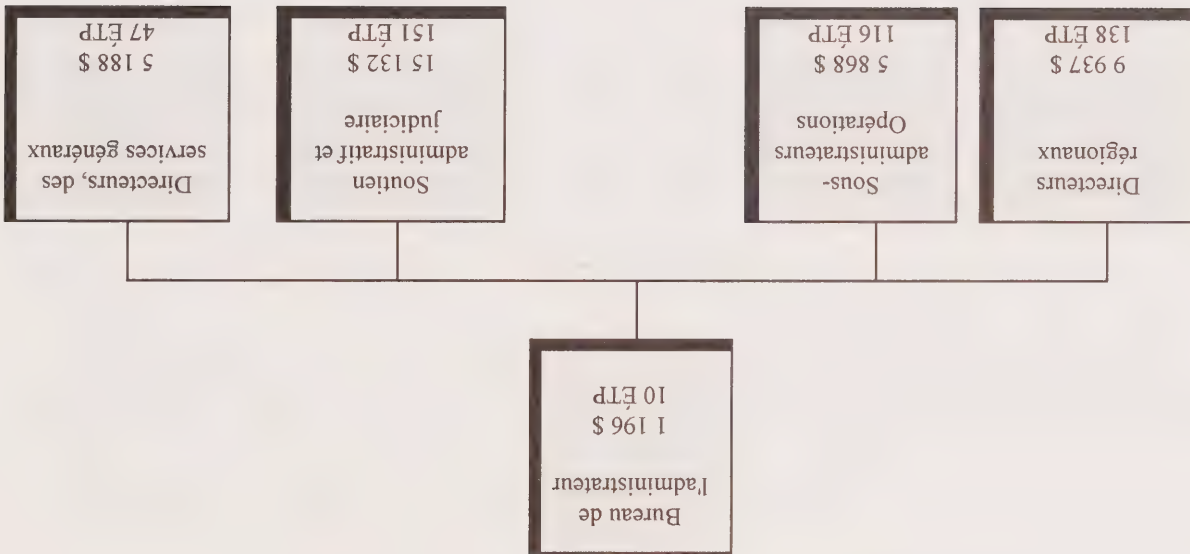 Bureau de
l'administrateur
1 196 $
10 ÉTP
Directeurs
régionaux
9 937 $
138 ÉTP
Sous-
administrateurs
Opérations
5 868 $
116 ÉTP
Soutien
administratif et
judiciaire
15 132 $
151 ÉTP
Directeurs, des
services généraux
5 188 $
47 ÉTP